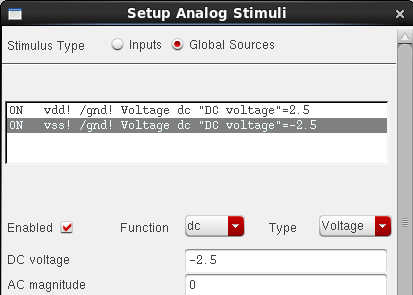 Setup Analog Stimuli
Stimulus Type Inputs Global Sources
ON vdd! /gnd! Voltage dc "DC voltage"=2.5
ON vss! /gnd! Voltage dc "DC voltage"=-2.5
Enabled Function dc Type Voltage
DC voltage -2.5
AC magnitude 0